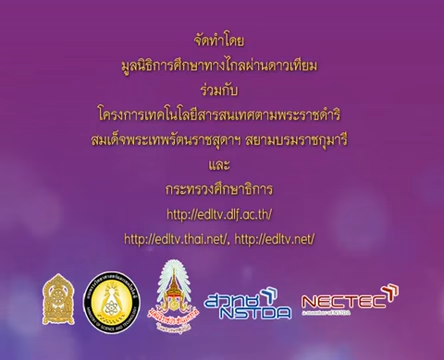 จัดทำโดย
มูลนิธิการศึกษาทางไกลผ่านดาวเทียม
ร่วมกับ
โครงการเทคโนโลยีสารสนเทศตามพระราชดำริ
สมเด็จพระเทพรัตนราชสุดาฯ สยามบรมราชกุมารี
และ
กระทรวงศึกษาธิการ
http://edltv.dlf.ac.th/
http://edltv.thai.net/, http://edltv.net/
สวทช
NSTDA
NECTEC